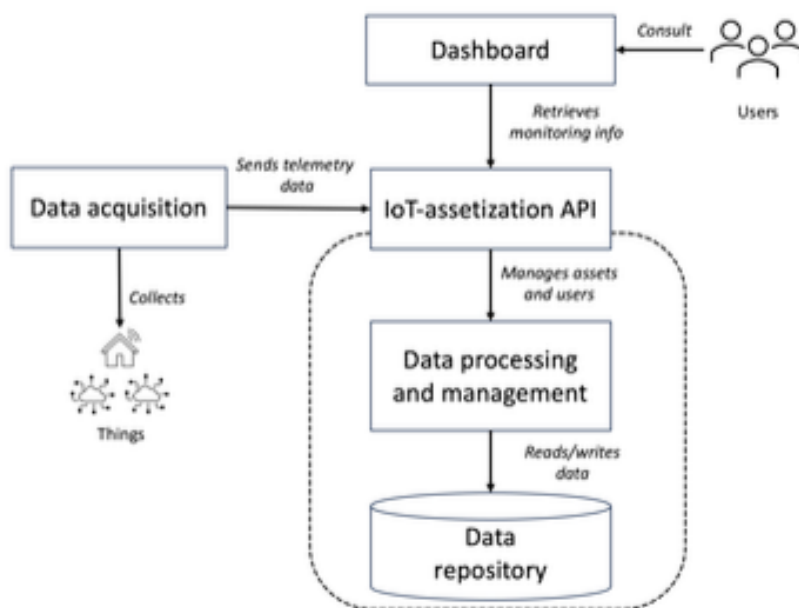 Consult
Dashboard
Users
Retrieves
monitoring info
Sends telemetry
data
Data acquisition
IoT-assetization API
Collects
Manages assets
and users
Things
Data processing
and management
Reads/writes
data
Data
repository